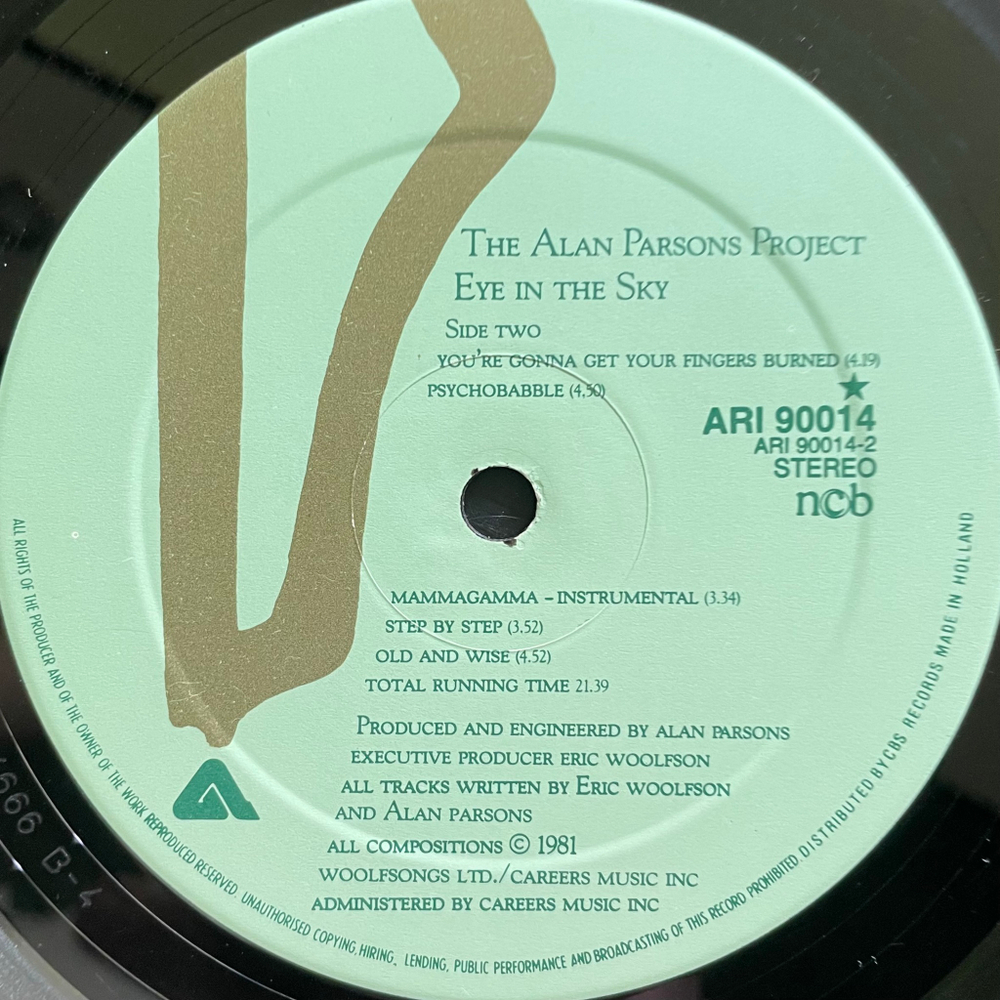 The Alan Parsons Project
Eye in the Sky
Side two
You're gonna get your fingers burned (4.19)
Psychobabble (4,50)
ARI 90014
ARI 90014-2
STEREO
ncb
Mammagamma – Instrumental (3.34)
Step by step (3.52)
Old and wise (4.52)
Total running time 21.39
Produced and engineered by Alan Parsons
Executive producer Eric Woolfson
All tracks written by Eric Woolfson
and Alan Parsons
All compositions © 1981
Woolfsongs Ltd./Careers Music Inc
Administered by Careers Music Inc
ALL RIGHTS OF THE PRODUCER AND OF THE OWNER OF THE WORK REPRODUCED RESERVED. UNAUTHORISED COPYING, HIRING, LENDING, PUBLIC PERFORMANCE AND BROADCASTING OF THIS RECORD PROHIBITED. DISTRIBUTED BY CBS RECORDS MADE IN HOLLAND
666 B-4